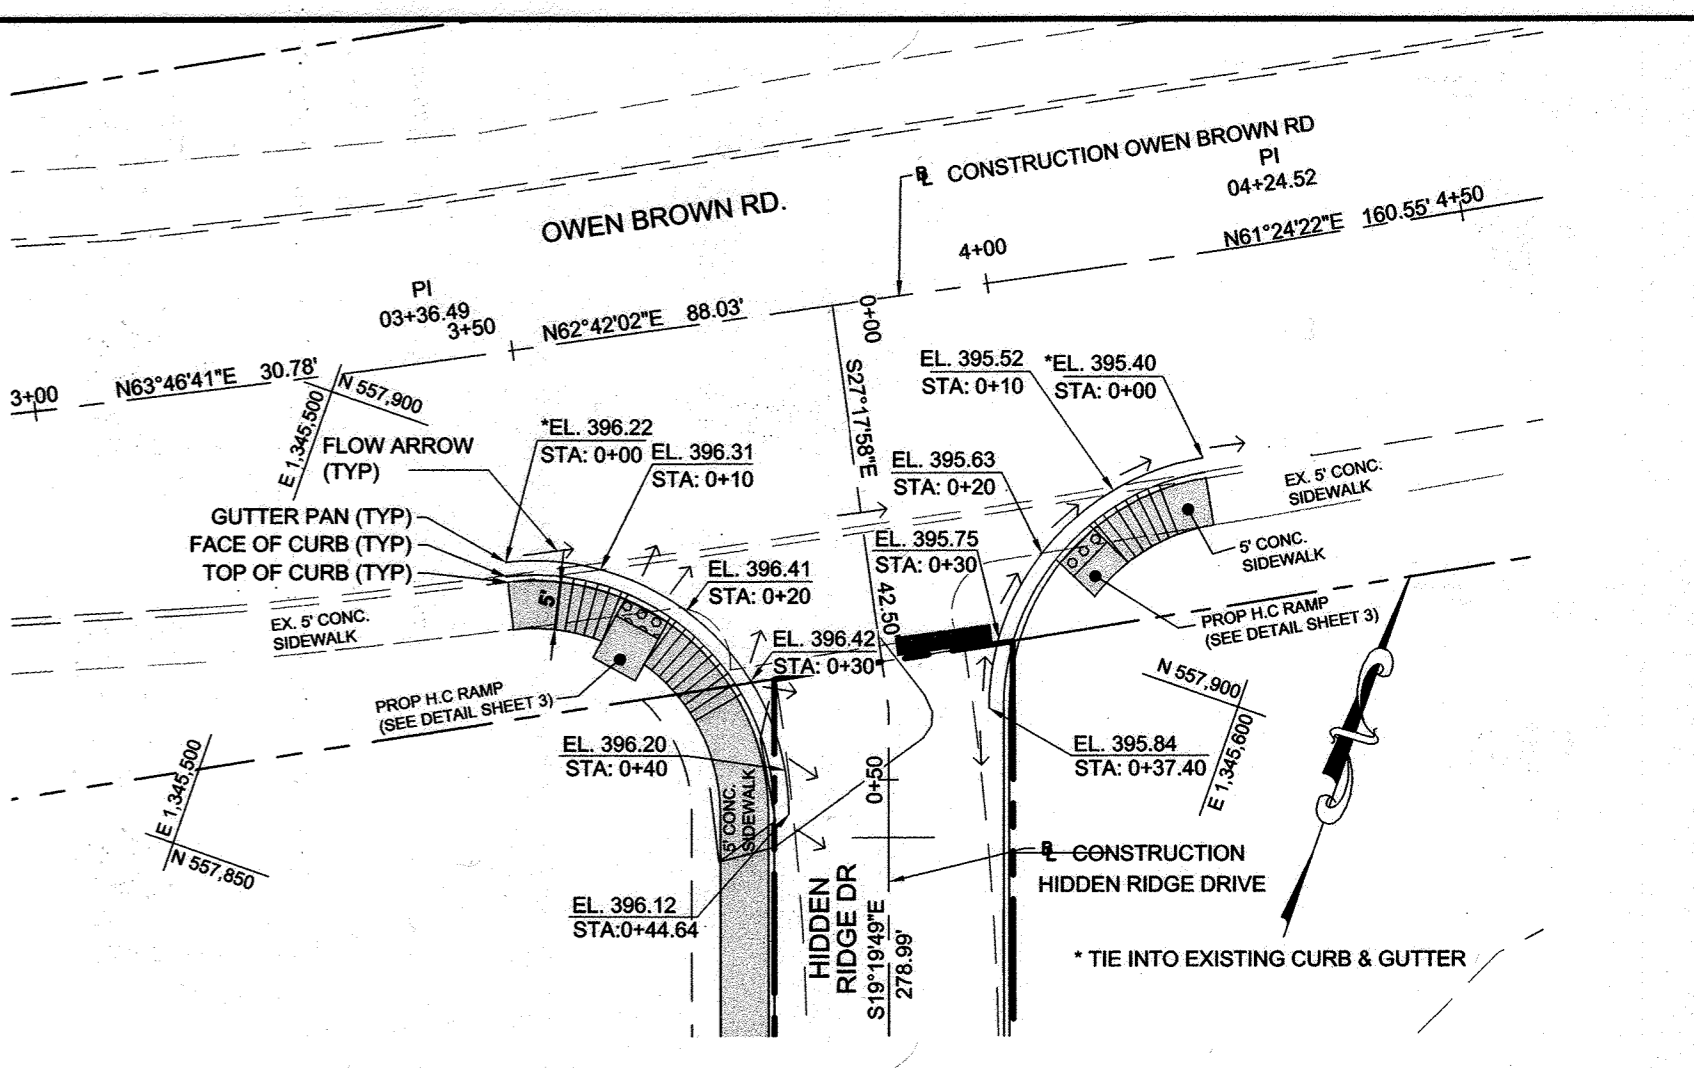 ℄ CONSTRUCTION OWEN BROWN RD
PI
04+24.52
OWEN BROWN RD.
N61°24'22"E 160.55' 4+50
4+00
PI
03+36.49
3+50
N62°42'02"E 88.03'
0+00
3+00
N63°46'41"E 30.78'
N 557,900
E 1,345,500
S27°17'58"E
42.50
EL. 395.52
STA: 0+10
*EL. 395.40
STA: 0+00
*EL. 396.22
STA: 0+00
FLOW ARROW
(TYP)
EL. 396.31
STA: 0+10
EL. 395.63
STA: 0+20
EX. 5' CONC.
SIDEWALK
GUTTER PAN (TYP)
FACE OF CURB (TYP)
TOP OF CURB (TYP)
EL. 395.75
STA: 0+30
5' CONC.
SIDEWALK
EL. 396.41
STA: 0+20
5'
EX. 5' CONC.
SIDEWALK
PROP H.C RAMP
(SEE DETAIL SHEET 3)
EL. 396.42
STA: 0+30
PROP H.C RAMP
(SEE DETAIL SHEET 3)
N 557,900
E 1,345,600
EL. 396.20
STA: 0+40
EL. 395.84
STA: 0+37.40
E 1,345,500
N 557,850
0+50
5' CONC.
SIDEWALK
℄ CONSTRUCTION
HIDDEN RIDGE DRIVE
EL. 396.12
STA:0+44.64
HIDDEN
RIDGE DR
S19°19'49"E
278.99'
* TIE INTO EXISTING CURB & GUTTER